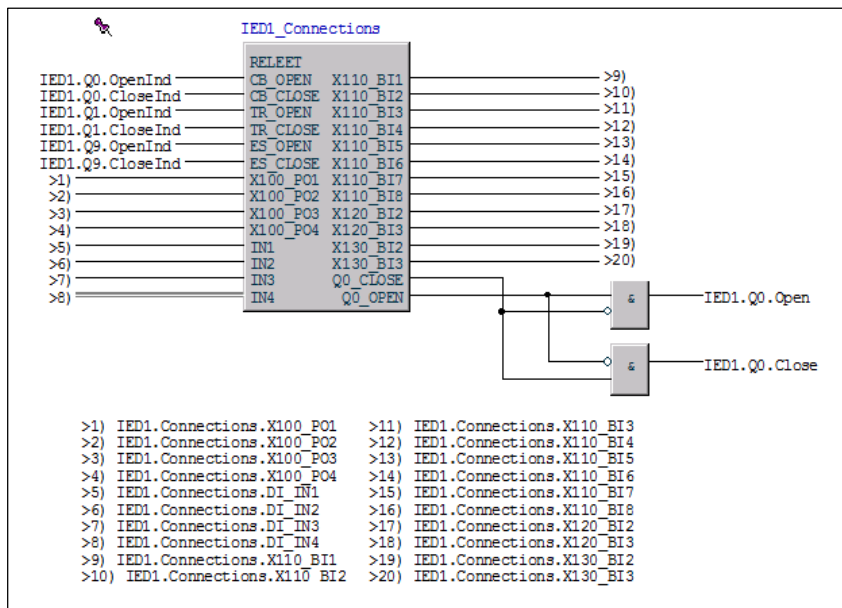 IED1_Connections
RELEET
IED1.Q0.OpenInd CB_OPEN X110_BI1 >9)
IED1.Q0.CloseInd CB_CLOSE X110_BI2 >10)
IED1.Q1.OpenInd TR_OPEN X110_BI3 >11)
IED1.Q1.CloseInd TR_CLOSE X110_BI4 >12)
IED1.Q9.OpenInd ES_OPEN X110_BI5 >13)
IED1.Q9.CloseInd ES_CLOSE X110_BI6 >14)
>1) X100_PO1 X110_BI7 >15)
>2) X100_PO2 X110_BI8 >16)
>3) X100_PO3 X120_BI2 >17)
>4) X100_PO4 X120_BI3 >18)
>5) IN1 X130_BI2 >19)
>6) IN2 X130_BI3 >20)
>7) IN3 Q0_CLOSE
>8) IN4 Q0_OPEN & IED1.Q0.Open
& IED1.Q0.Close
>1) IED1.Connections.X100_PO1 >11) IED1.Connections.X110_BI3
>2) IED1.Connections.X100_PO2 >12) IED1.Connections.X110_BI4
>3) IED1.Connections.X100_PO3 >13) IED1.Connections.X110_BI5
>4) IED1.Connections.X100_PO4 >14) IED1.Connections.X110_BI6
>5) IED1.Connections.DI_IN1 >15) IED1.Connections.X110_BI7
>6) IED1.Connections.DI_IN2 >16) IED1.Connections.X110_BI8
>7) IED1.Connections.DI_IN3 >17) IED1.Connections.X120_BI2
>8) IED1.Connections.DI_IN4 >18) IED1.Connections.X120_BI3
>9) IED1.Connections.X110_BI1 >19) IED1.Connections.X130_BI2
>10) IED1.Connections.X110 BI2 >20) IED1.Connections.X130_BI3